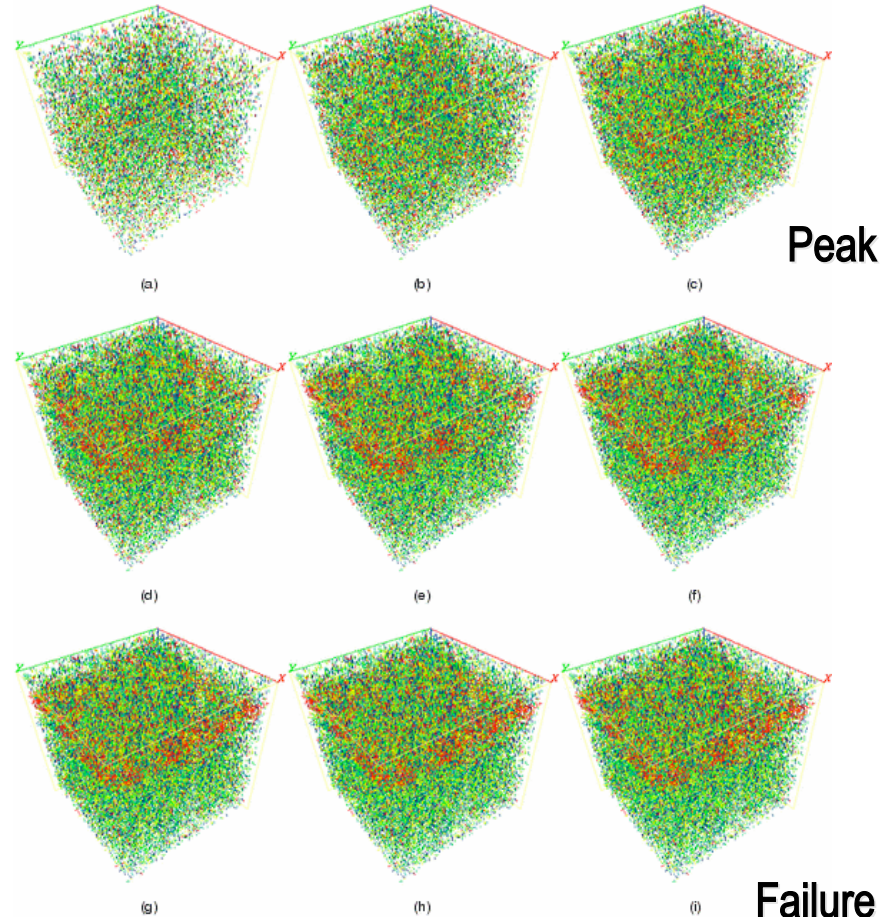 y x y x y x
Peak
(a) (b) (c)
y x y x y x
(d) (e) (f)
y x y x y x
(g) (h) (i)
Failure